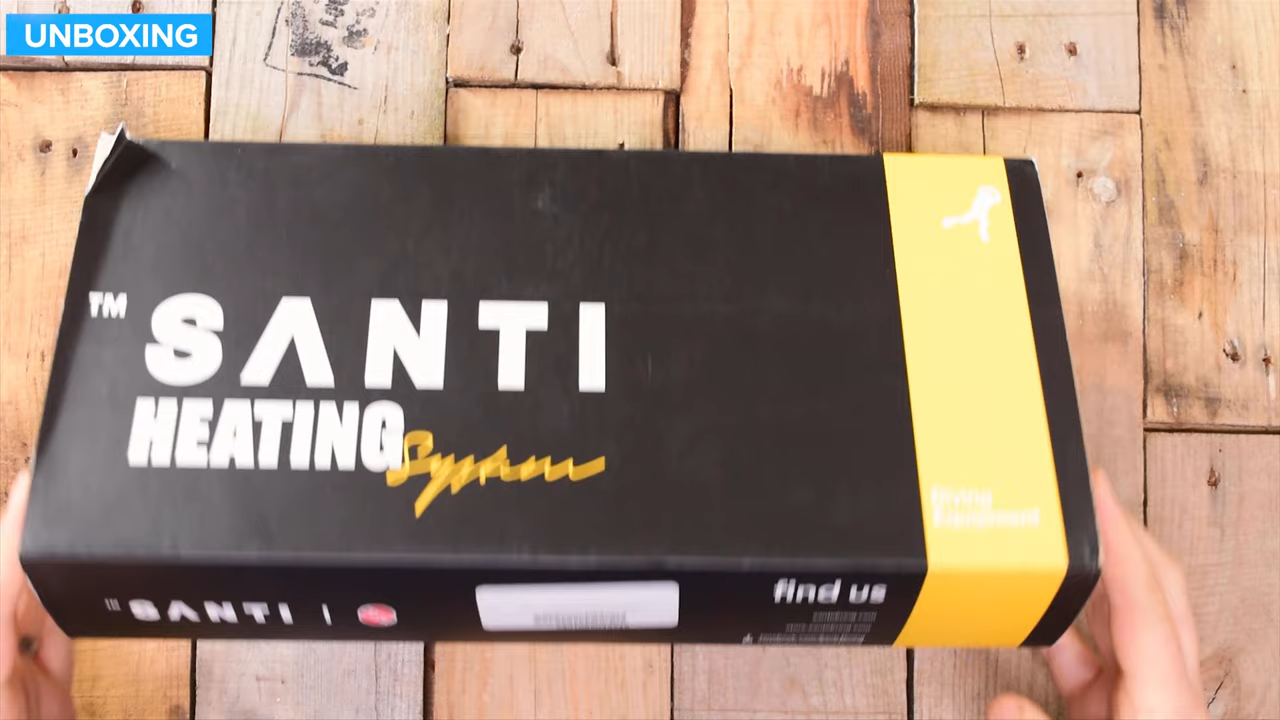 UNBOXING
TM SANTI
HEATING System
Diving
Equipment
SANTI
find us